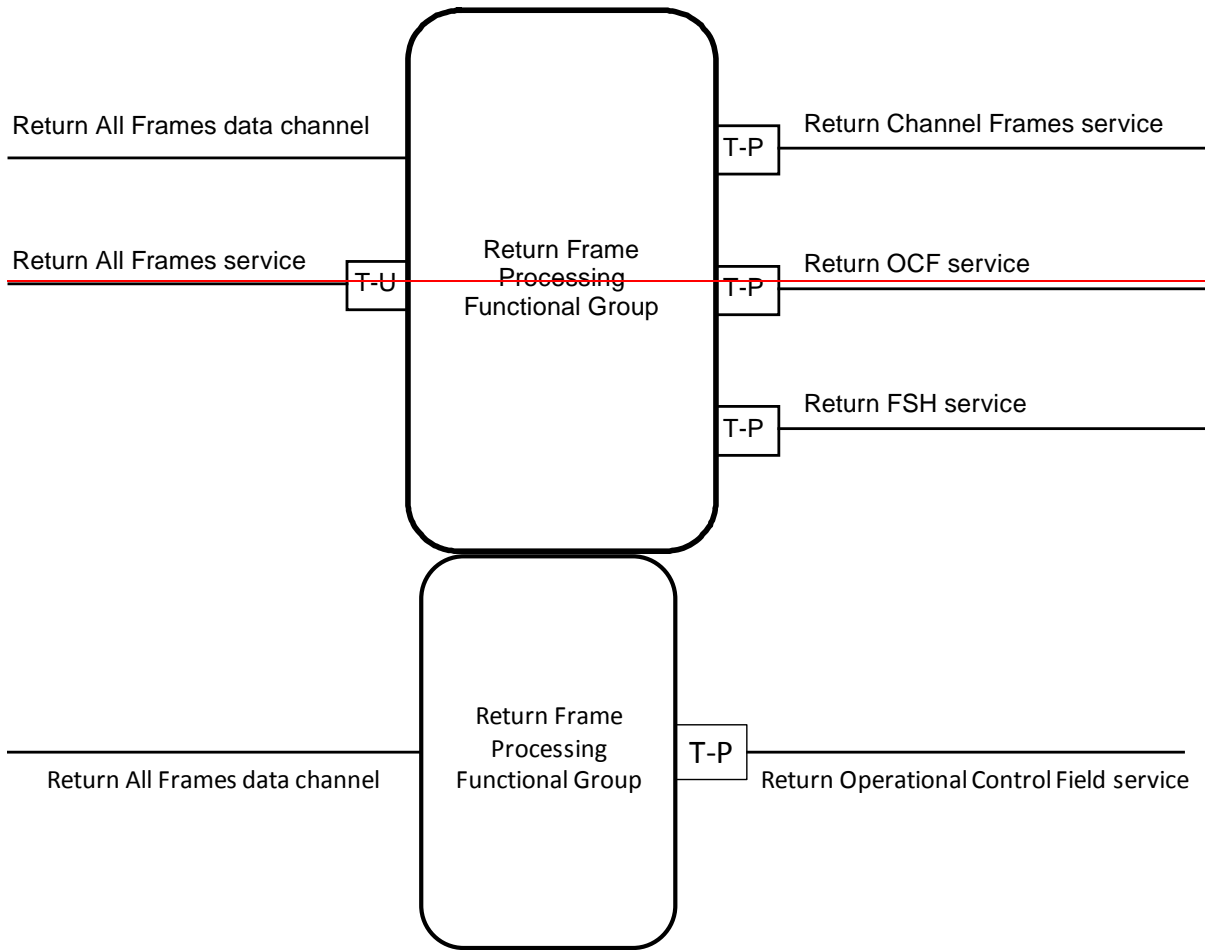 Return All Frames data channel
T-P
Return Channel Frames service
Return All Frames service
T-U
Return Frame
Processing
Functional Group
T-P
Return OCF service
T-P
Return FSH service
Return All Frames data channel
Return Frame
Processing
Functional Group
T-P
Return Operational Control Field service